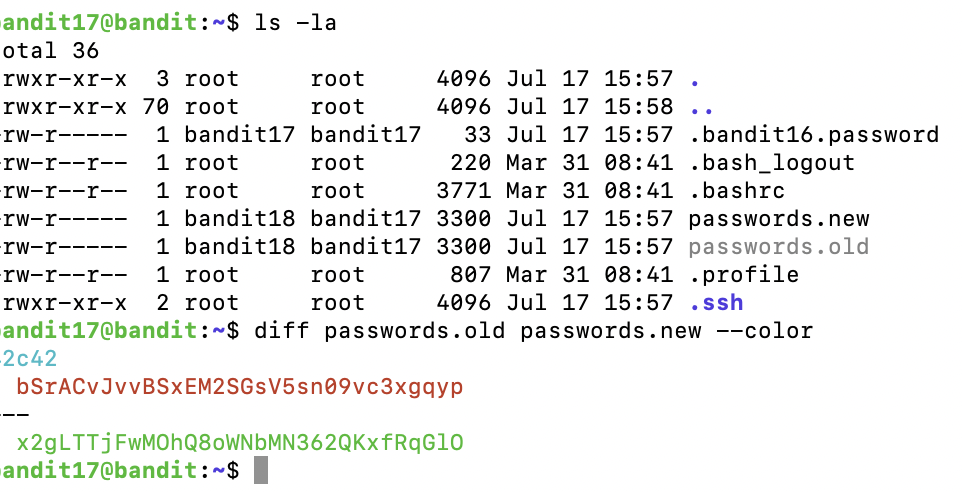 andit17@bandit:~$ ls -la
otal 36
rwxr-xr-x  3 root     root     4096 Jul 17 15:57 .
rwxr-xr-x 70 root     root     4096 Jul 17 15:58 ..
-rw-r-----  1 bandit17 bandit17   33 Jul 17 15:57 .bandit16.password
-rw-r--r--  1 root     root      220 Mar 31 08:41 .bash_logout
-rw-r--r--  1 root     root     3771 Mar 31 08:41 .bashrc
-rw-r-----  1 bandit18 bandit17 3300 Jul 17 15:57 passwords.new
-rw-r-----  1 bandit18 bandit17 3300 Jul 17 15:57 passwords.old
-rw-r--r--  1 root     root      807 Mar 31 08:41 .profile
rwxr-xr-x  2 root     root     4096 Jul 17 15:57 .ssh
andit17@bandit:~$ diff passwords.old passwords.new --color
2c42
bSrACvJvvBSxEM2SGsV5sn09vc3xgqyp
---
x2gLTTjFwMOhQ8oWNbMN362QKxfRqGlO
andit17@bandit:~$